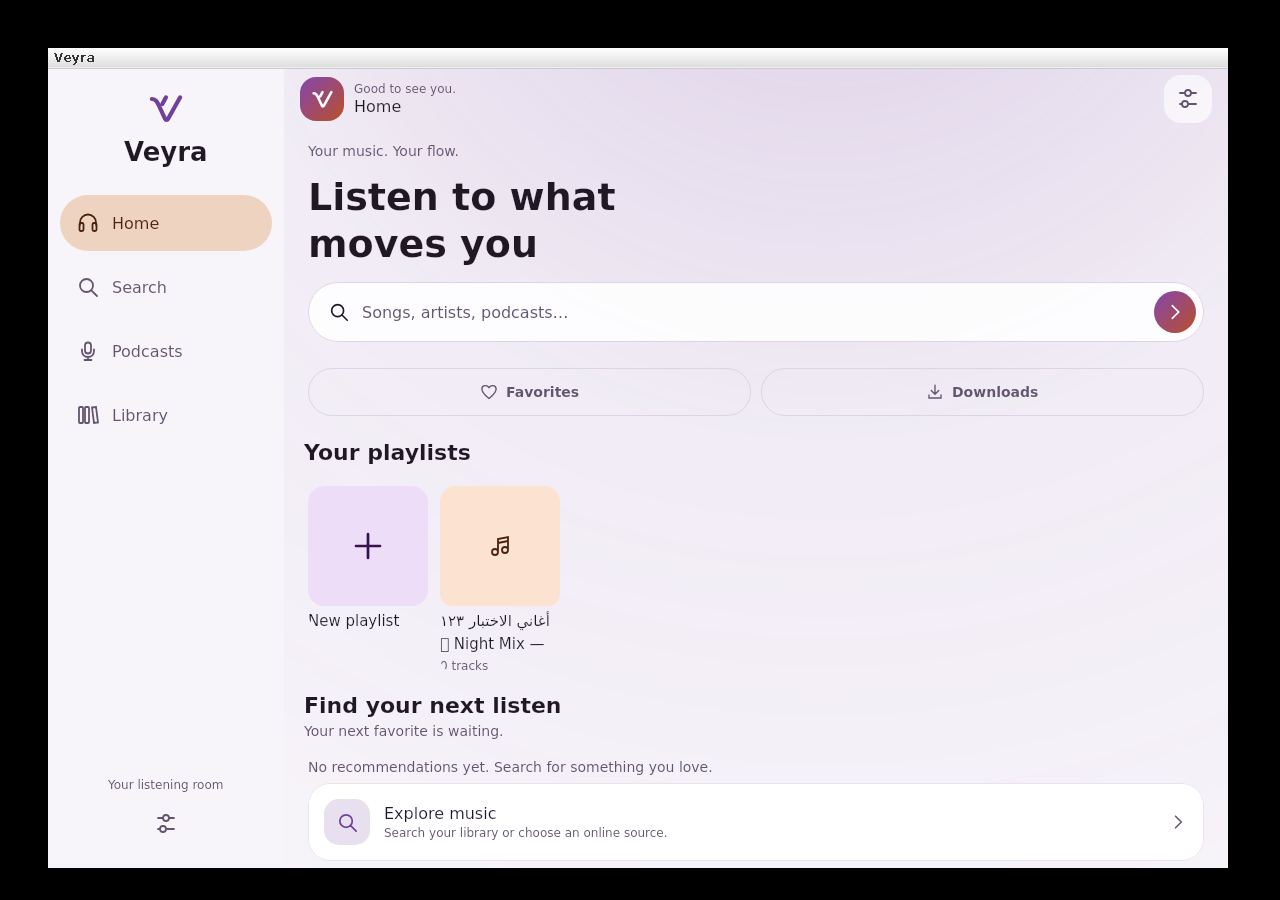 Veyra
Veyra
Home
Search
Podcasts
Library
Your listening room
Good to see you.
Home
Your music. Your flow.
Listen to what
moves you
Songs, artists, podcasts…
Favorites
Downloads
Your playlists
New playlist
أغاني الاختبار ١٢٣
Night Mix —
0 tracks
Find your next listen
Your next favorite is waiting.
No recommendations yet. Search for something you love.
Explore music
Search your library or choose an online source.